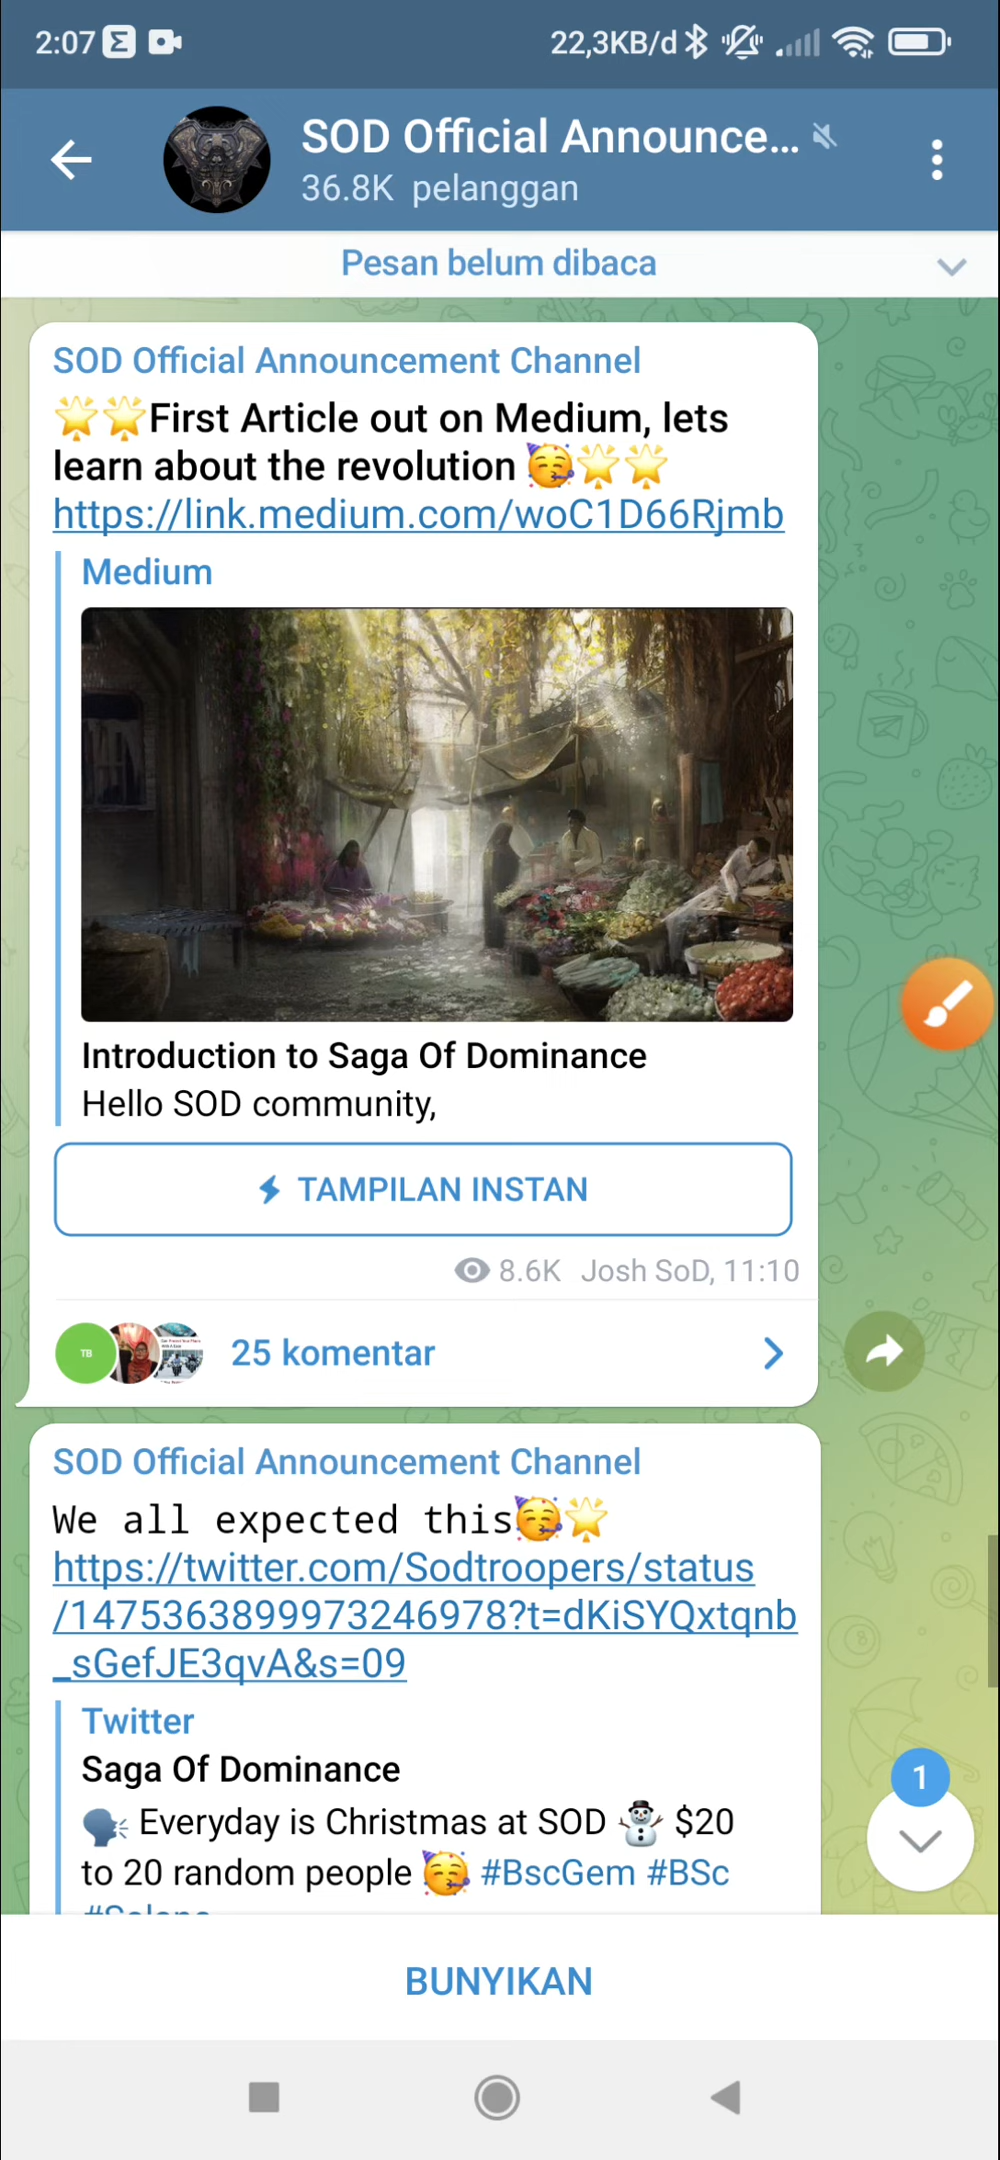 2:07
22,3KB/d
SOD Official Announce...
36.8K pelanggan
Pesan belum dibaca
SOD Official Announcement Channel
🌟🌟First Article out on Medium, lets
learn about the revolution 🥳🌟🌟
https://link.medium.com/woC1D66Rjmb
Medium
Introduction to Saga Of Dominance
Hello SOD community,
TAMPILAN INSTAN
8.6K Josh SoD, 11:10
TB
25 komentar
SOD Official Announcement Channel
We all expected this🥳🌟
https://twitter.com/Sodtroopers/status
/1475363899973246978?t=dKiSYQxtqnb
_sGefJE3qvA&s=09
Twitter
Saga Of Dominance
🗣 Everyday is Christmas at SOD ⛄ $20
to 20 random people 🥳 #BscGem #BSc
1
BUNYIKAN